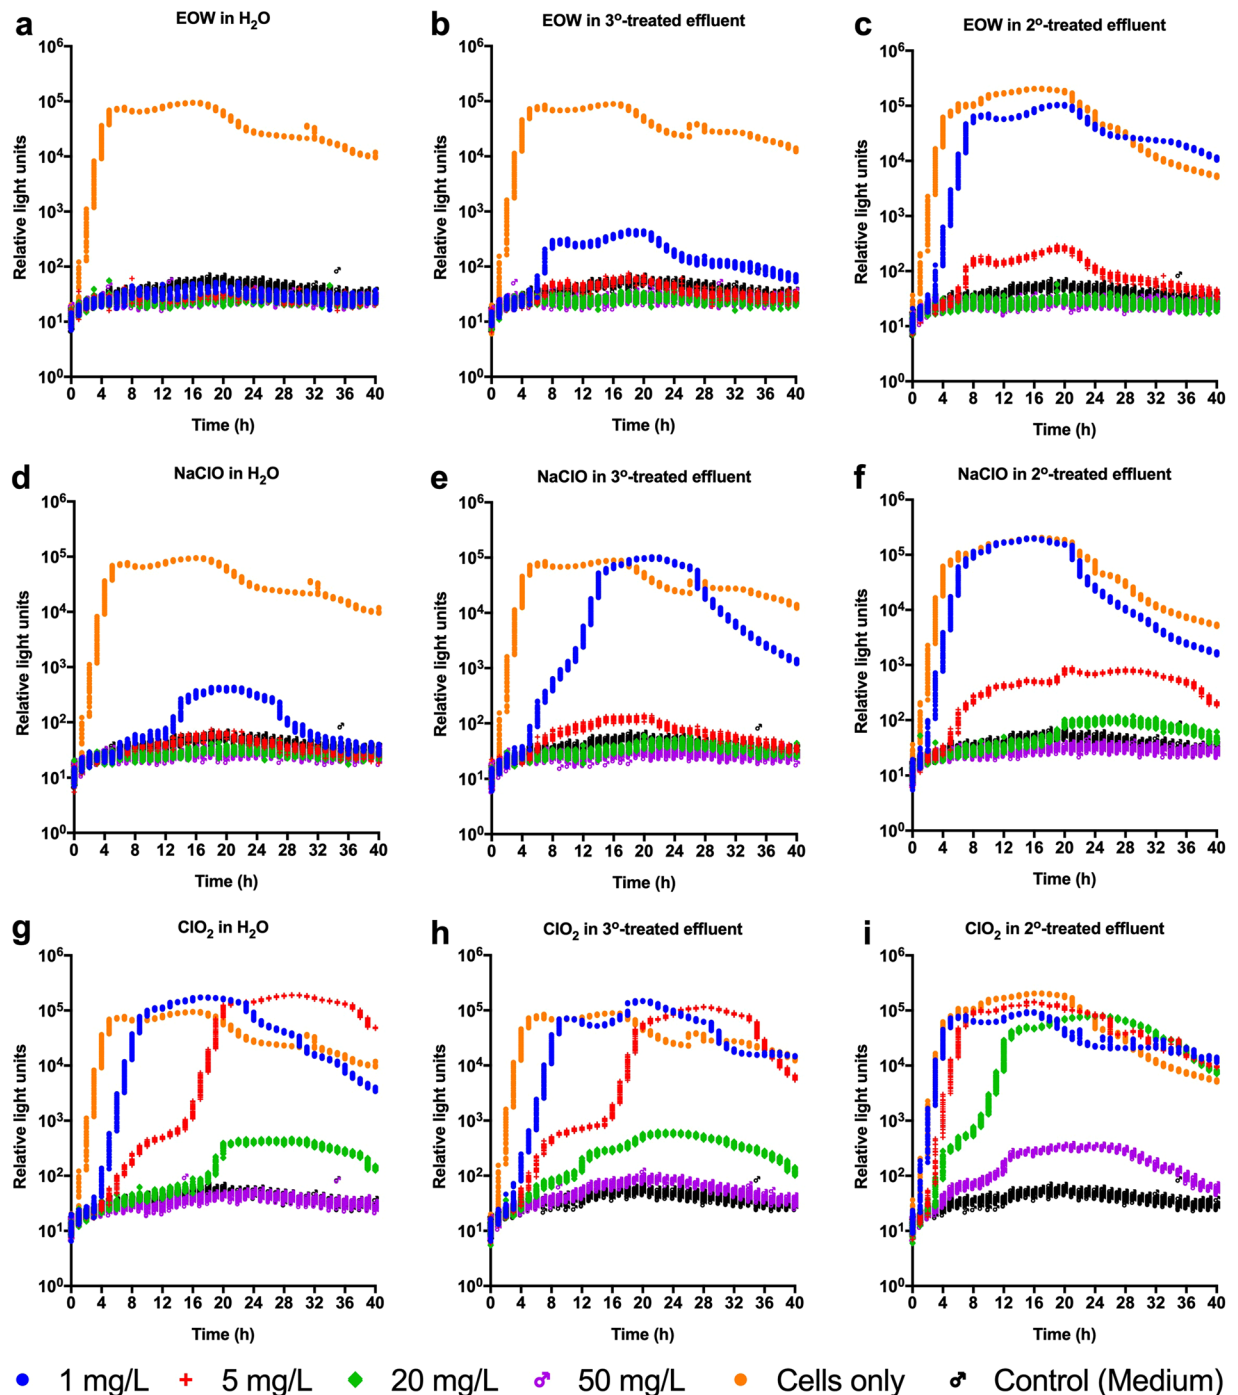 a EOW in H2O
10^6
10^5
10^4
10^3
10^2
10^1
10^0
Relative light units
0 4 8 12 16 20 24 28 32 36 40
Time (h)
b EOW in 3º-treated effluent
10^6
10^5
10^4
10^3
10^2
10^1
10^0
Relative light units
0 4 8 12 16 20 24 28 32 36 40
Time (h)
c EOW in 2º-treated effluent
10^6
10^5
10^4
10^3
10^2
10^1
10^0
Relative light units
0 4 8 12 16 20 24 28 32 36 40
Time (h)
d NaClO in H2O
10^6
10^5
10^4
10^3
10^2
10^1
10^0
Relative light units
0 4 8 12 16 20 24 28 32 36 40
Time (h)
e NaClO in 3º-treated effluent
10^6
10^5
10^4
10^3
10^2
10^1
10^0
Relative light units
0 4 8 12 16 20 24 28 32 36 40
Time (h)
f NaClO in 2º-treated effluent
10^6
10^5
10^4
10^3
10^2
10^1
10^0
Relative light units
0 4 8 12 16 20 24 28 32 36 40
Time (h)
g ClO2 in H2O
10^6
10^5
10^4
10^3
10^2
10^1
10^0
Relative light units
0 4 8 12 16 20 24 28 32 36 40
Time (h)
h ClO2 in 3º-treated effluent
10^6
10^5
10^4
10^3
10^2
10^1
10^0
Relative light units
0 4 8 12 16 20 24 28 32 36 40
Time (h)
i ClO2 in 2º-treated effluent
10^6
10^5
10^4
10^3
10^2
10^1
10^0
Relative light units
0 4 8 12 16 20 24 28 32 36 40
Time (h)
1 mg/L 5 mg/L 20 mg/L 50 mg/L Cells only Control (Medium)